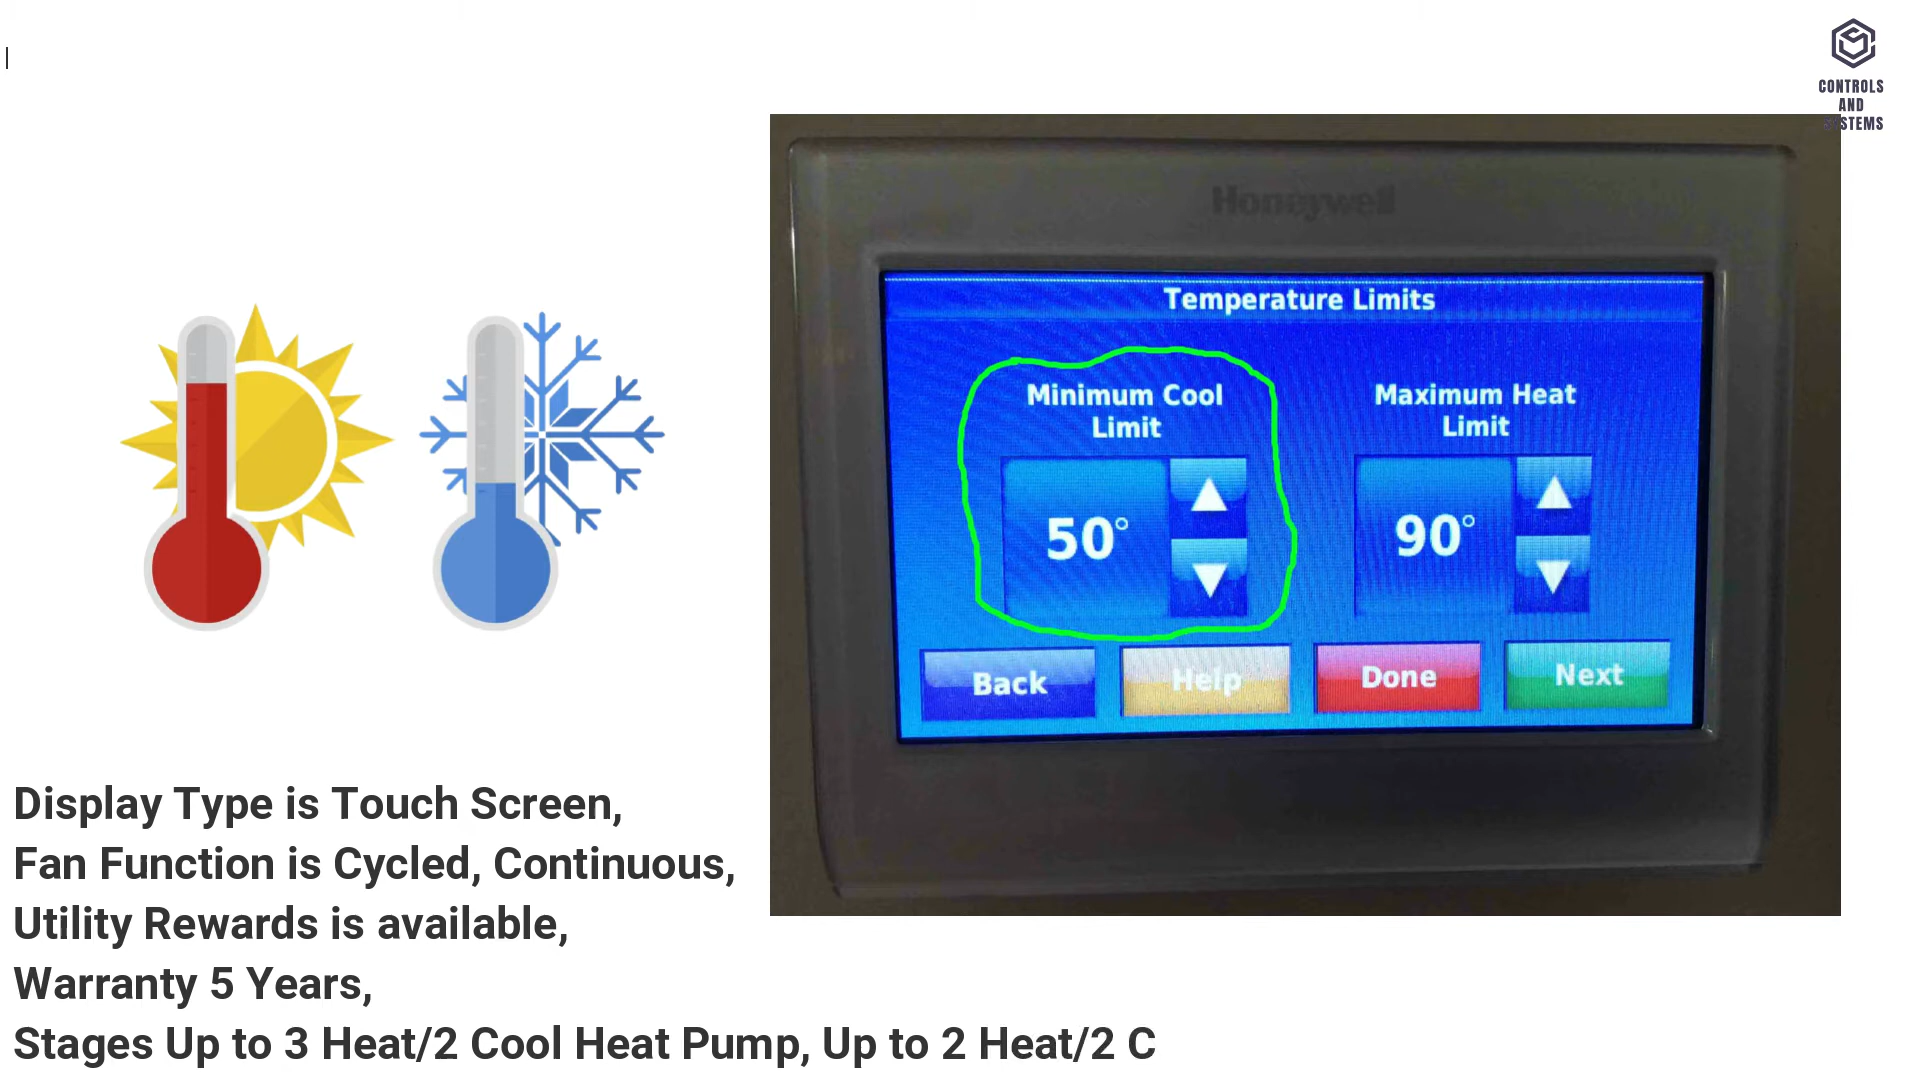 CONTROLS
AND
SYSTEMS
Honeywell
Temperature Limits
Minimum Cool
Limit
Maximum Heat
Limit
50°
90°
Back Help Done Next
Display Type is Touch Screen,
Fan Function is Cycled, Continuous,
Utility Rewards is available,
Warranty 5 Years,
Stages Up to 3 Heat/2 Cool Heat Pump, Up to 2 Heat/2 C